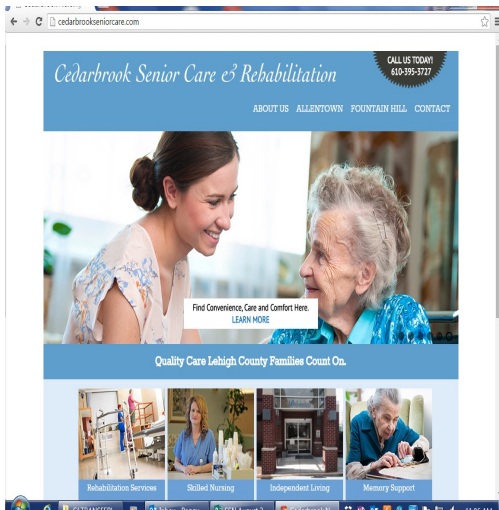 cedarbrookseniorcare.com
Cedarbrook Senior Care & Rehabilitation
CALL US TODAY!
610-395-3727
ABOUT US ALLENTOWN FOUNTAIN HILL CONTACT
Find Convenience, Care and Comfort Here.
LEARN MORE
Quality Care Lehigh County Families Count On.
Rehabilitation Services Skilled Nursing Independent Living Memory Support